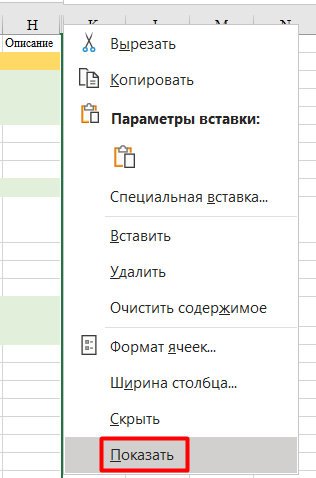 H K L M N
Описание
Вырезать
Копировать
Параметры вставки:
Специальная вставка...
Вставить
Удалить
Очистить содержимое
Формат ячеек...
Ширина столбца...
Скрыть
Показать